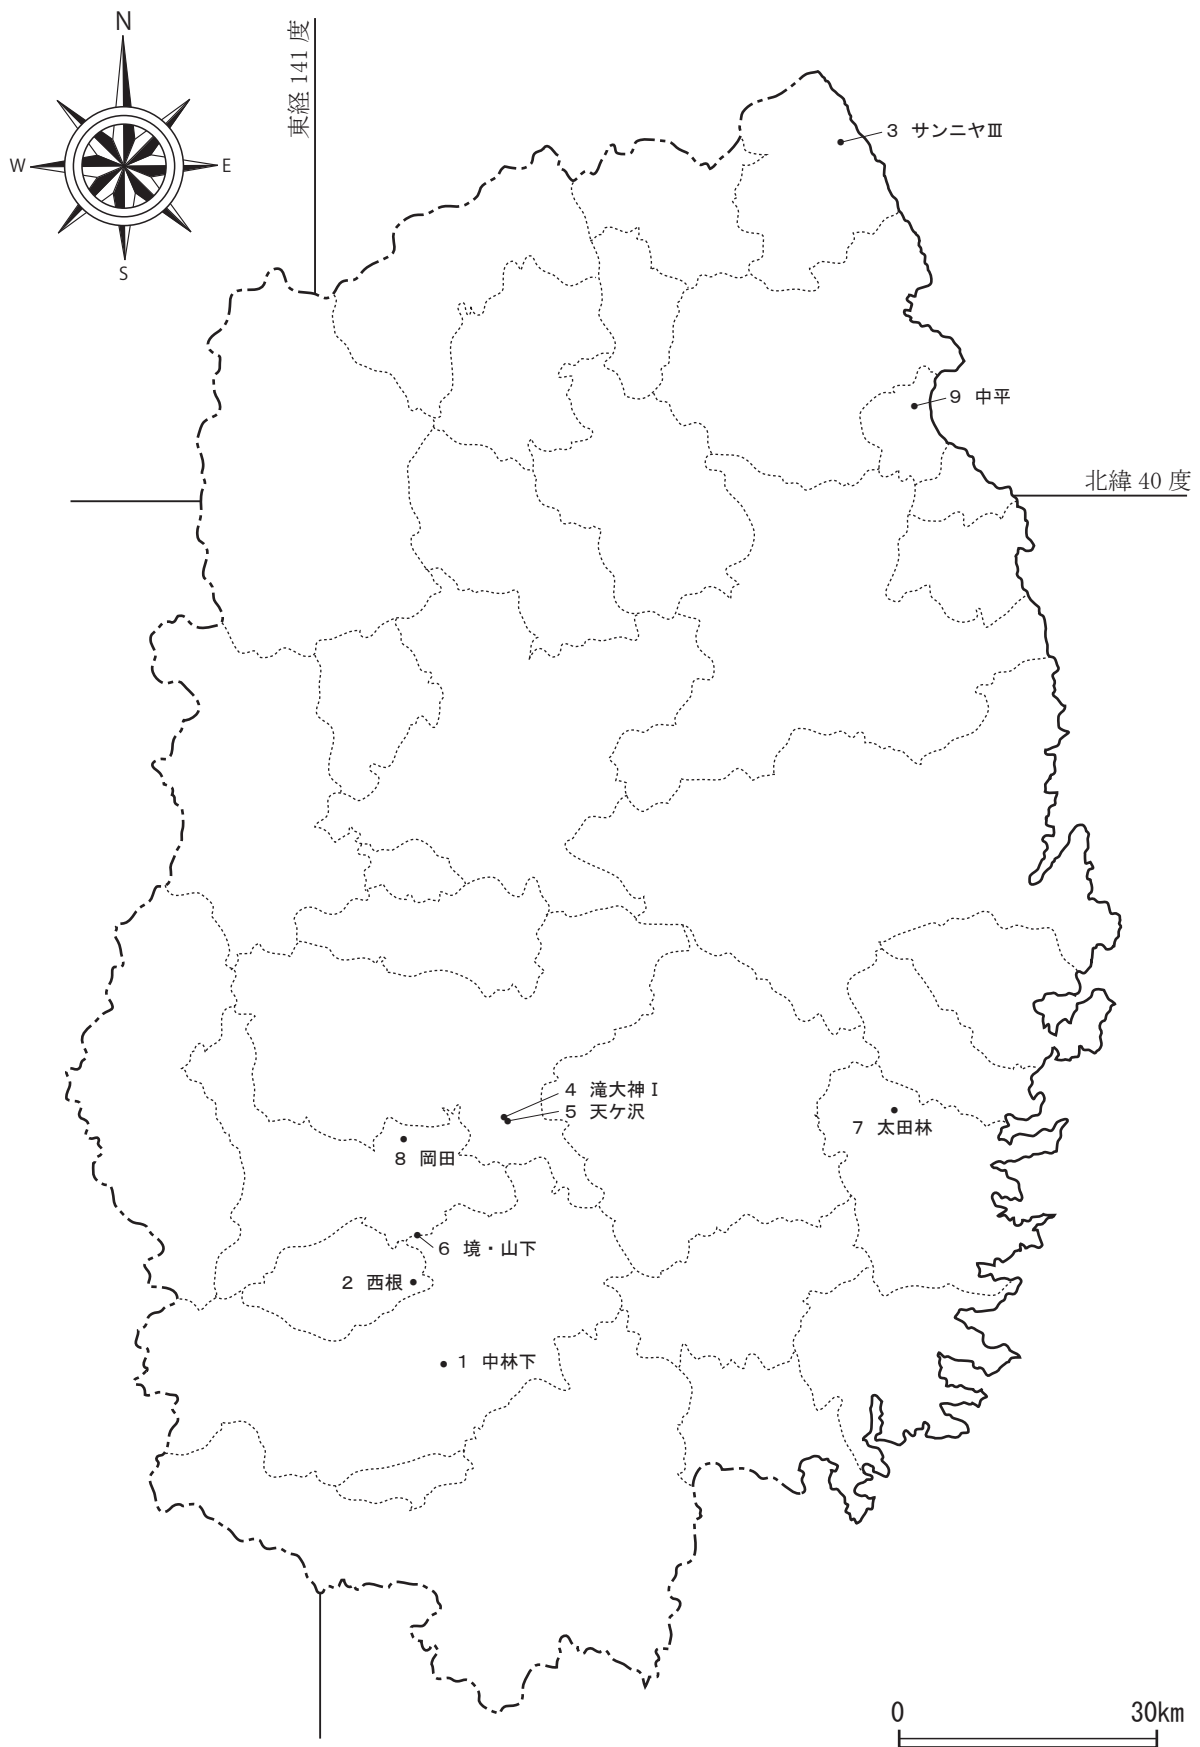 N
W
E
S
東経 141 度
3 サンニヤⅢ
9 中平
北緯 40 度
4 滝大神Ⅰ
5 天ケ沢
7 太田林
8 岡田
6 境・山下
2 西根
1 中林下
0 30km